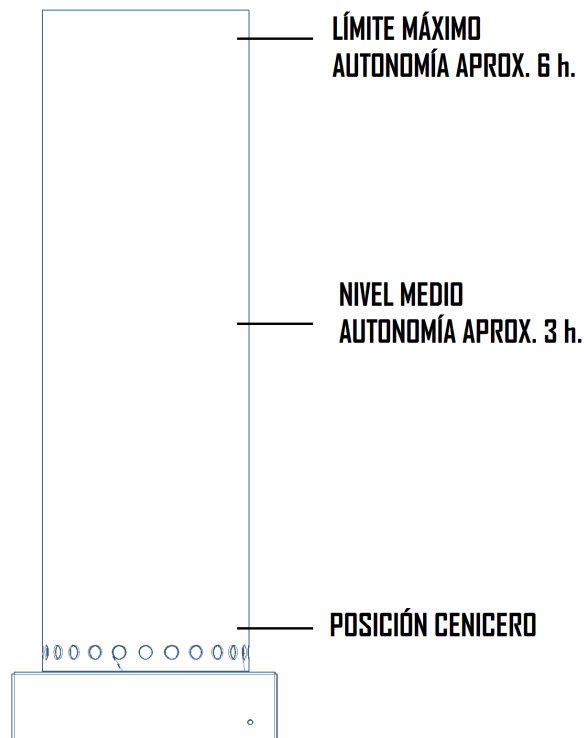 LÍMITE MÁXIMO
AUTONOMÍA APROX. 6 h.
NIVEL MEDIO
AUTONOMÍA APROX. 3 h.
POSICIÓN CENICERO